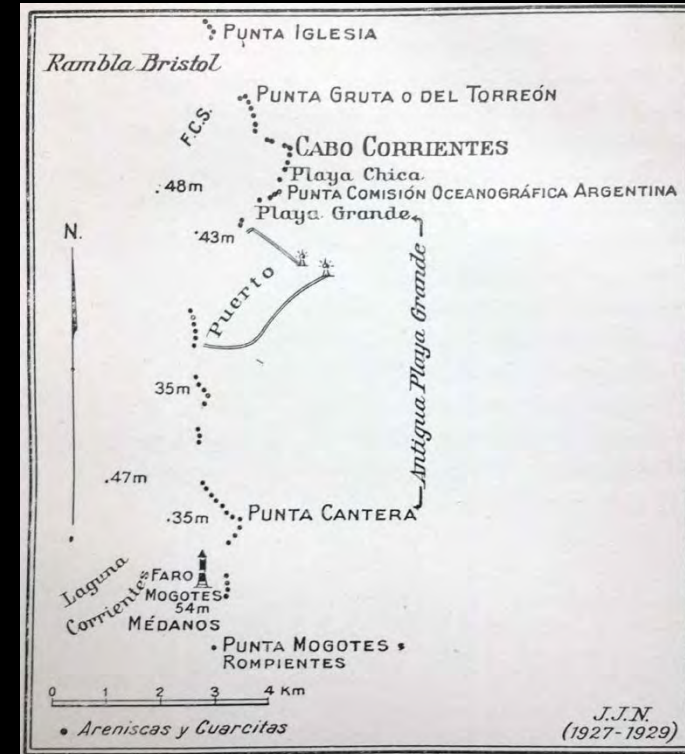 PUNTA IGLESIA
Rambla Bristol
PUNTA GRUTA O DEL TORREÓN
F.C.S.
CABO CORRIENTES
Playa Chica
.48m
PUNTA COMISIÓN OCEANOGRÁFICA ARGENTINA
Playa Grande
.43m
N.
Puerto
Antigua Playa Grande
35m
.47m
.35m
PUNTA CANTERA
Laguna
Corrientes
FARO
MOGOTES
54m
MÉDANOS
PUNTA MOGOTES
ROMPIENTES
0 1 2 3 4 Km
Areniscas y Cuarcitas
J.J.N.
(1927-1929)